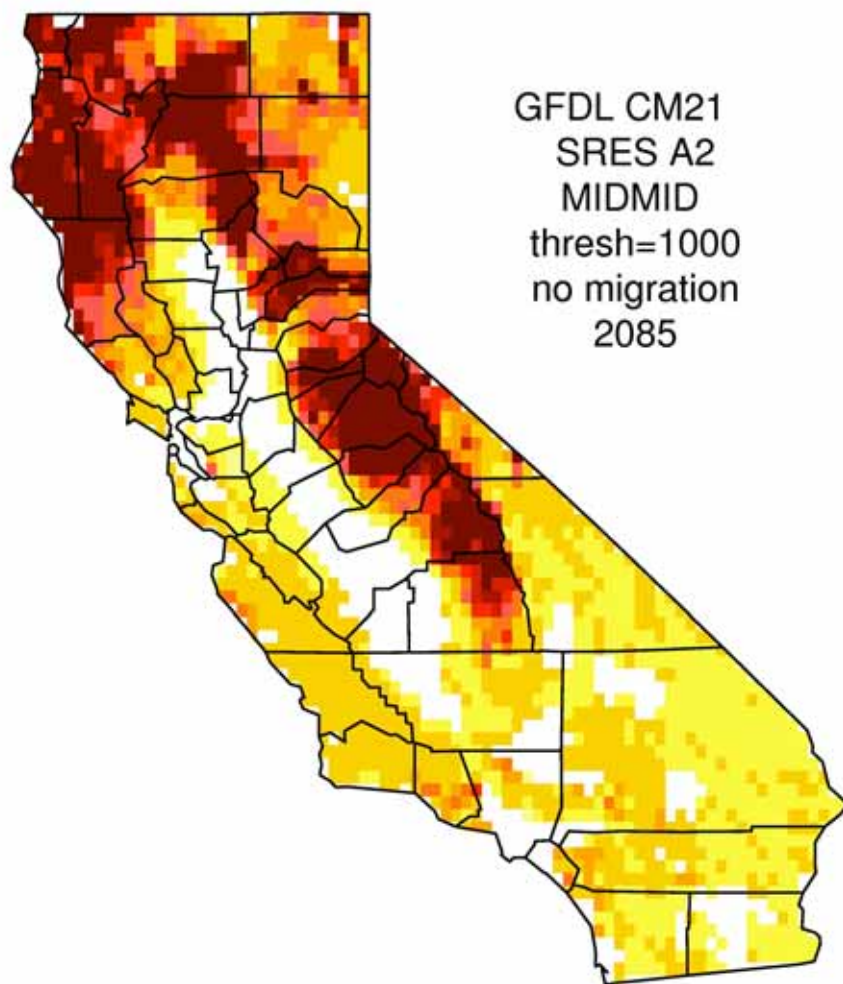 GFDL CM21
SRES A2
MIDMID
thresh=1000
no migration
2085